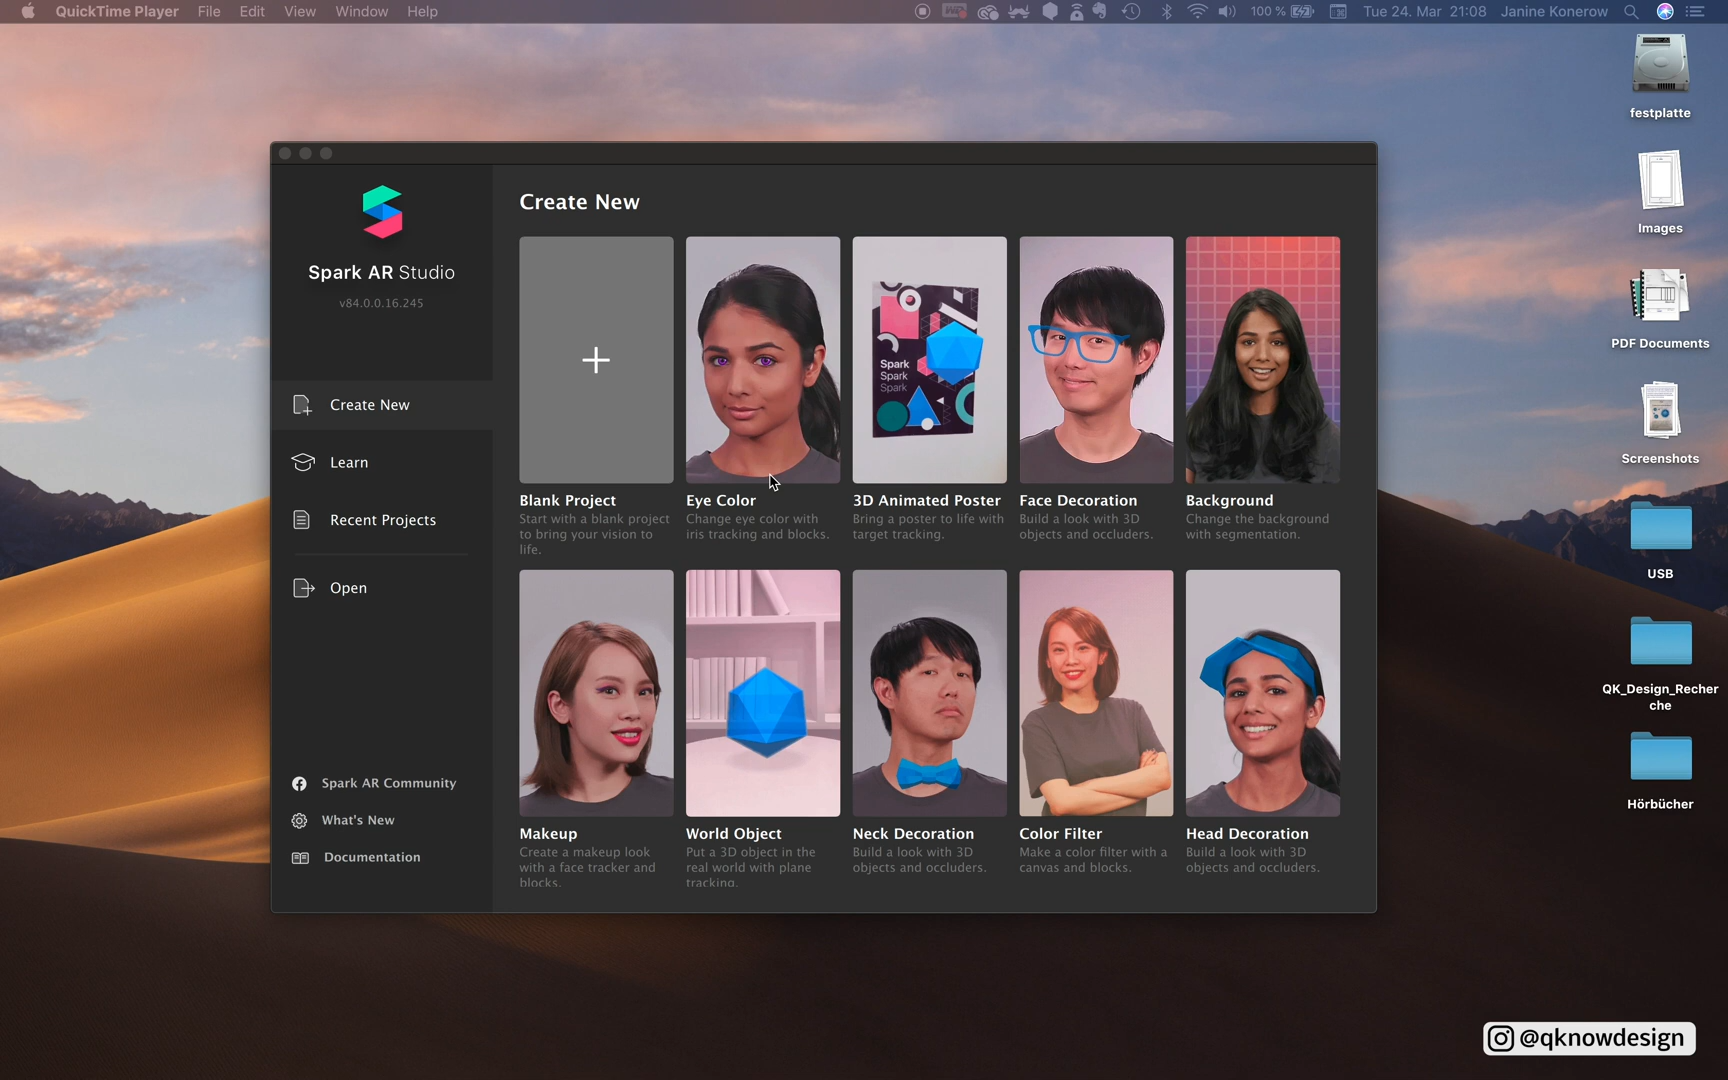 QuickTime Player File Edit View Window Help
100 % Tue 24. Mar 21:08 Janine Konerow
festplatte
Images
PDF Documents
Screenshots
USB
QK_Design_Recher
che
Hörbücher
Spark AR Studio
v84.0.0.16.245
Create New
Learn
Recent Projects
Open
Spark AR Community
What's New
Documentation
Create New
Spark
Spark
Spark
Blank Project
Start with a blank project
to bring your vision to
life.
Eye Color
Change eye color with
iris tracking and blocks.
3D Animated Poster
Bring a poster to life with
target tracking.
Face Decoration
Build a look with 3D
objects and occluders.
Background
Change the background
with segmentation.
Makeup
Create a makeup look
with a face tracker and
blocks.
World Object
Put a 3D object in the
real world with plane
tracking.
Neck Decoration
Build a look with 3D
objects and occluders.
Color Filter
Make a color filter with a
canvas and blocks.
Head Decoration
Build a look with 3D
objects and occluders.
@qknowdesign